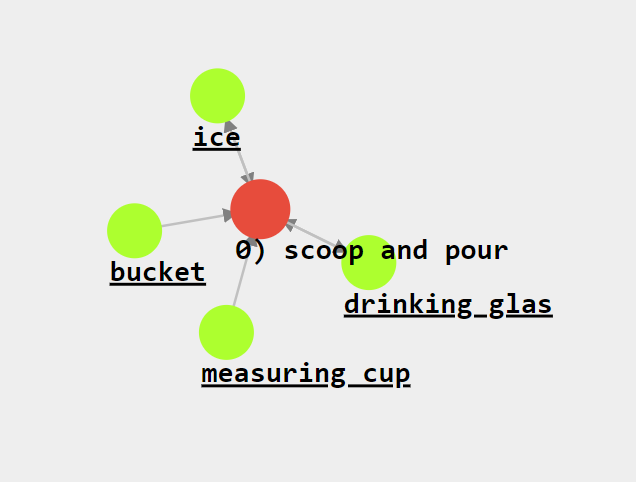 ice
0) scoop and pour
bucket
drinking_glas
measuring_cup